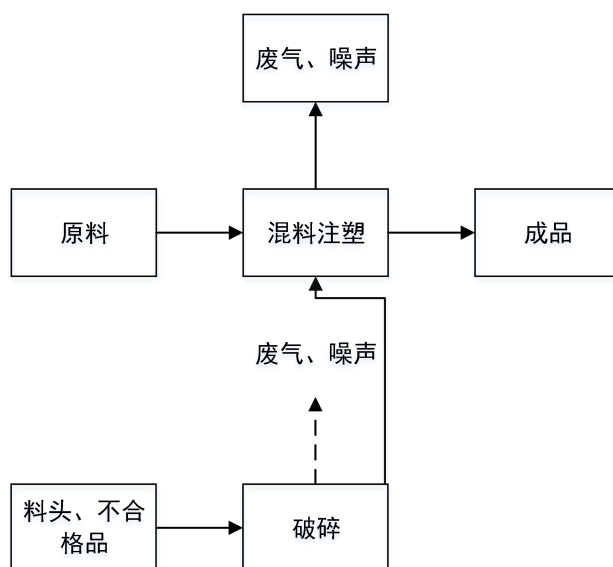 废气、噪声
原料
混料注塑
成品
废气、噪声
料头、不合
格品
破碎